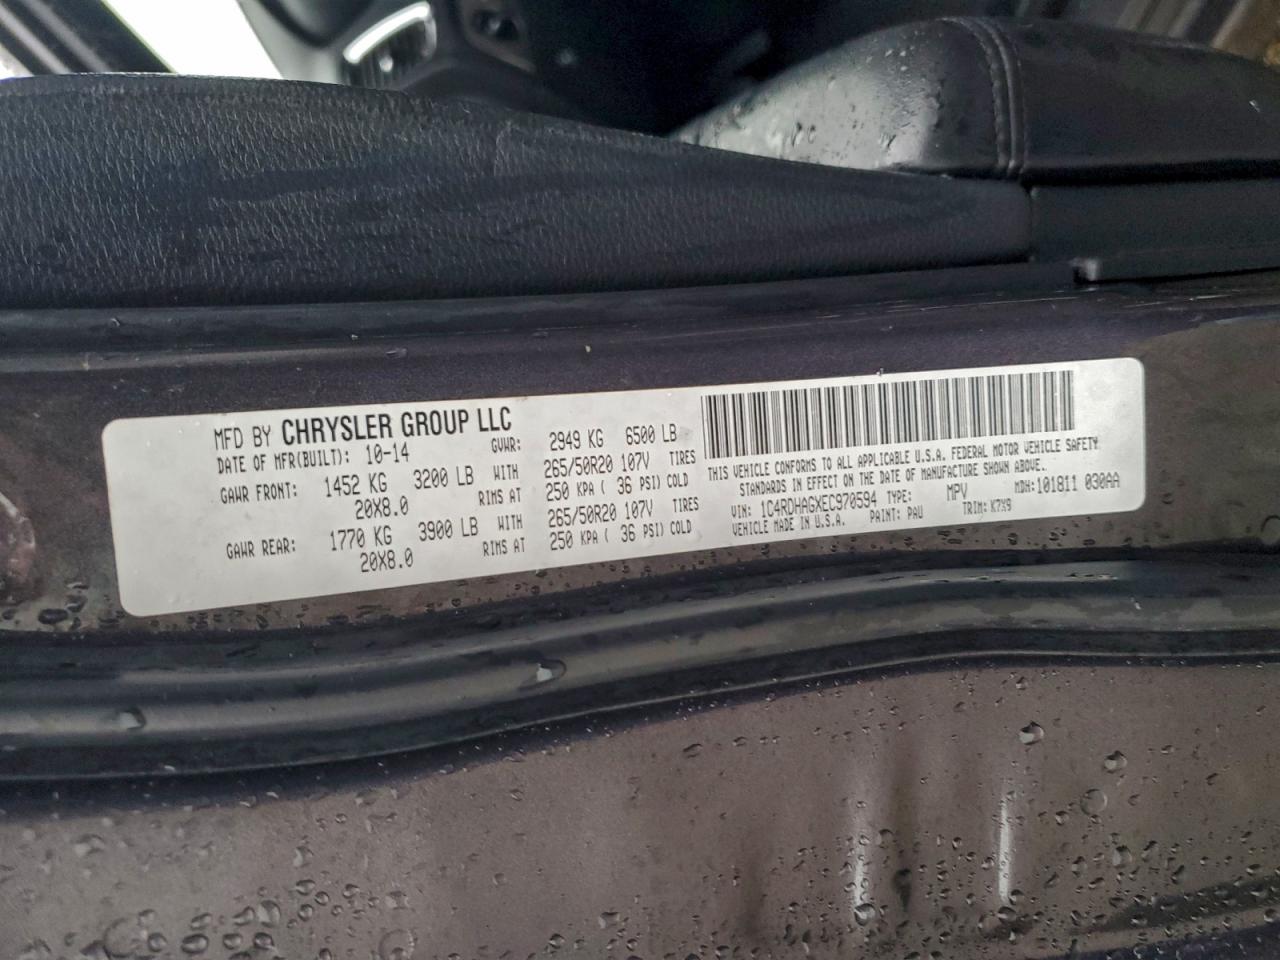 MFD BY CHRYSLER GROUP LLC
DATE OF MFR(BUILT): 10-14 GVWR: 2949 KG 6500 LB
GAWR FRONT: 1452 KG 3200 LB WITH 265/50R20 107V TIRES
20X8.0 RIMS AT 250 KPA ( 36 PSI) COLD
GAWR REAR: 1770 KG 3900 LB WITH 265/50R20 107V TIRES
20X8.0 RIMS AT 250 KPA ( 36 PSI) COLD
THIS VEHICLE CONFORMS TO ALL APPLICABLE U.S.A. FEDERAL MOTOR VEHICLE SAFETY
STANDARDS IN EFFECT ON THE DATE OF MANUFACTURE SHOWN ABOVE.
VIN: 1C4RDHAGXEC970594 TYPE: MPV MDH:101811 030AA
VEHICLE MADE IN U.S.A. PAINT: PAU TRIM: K7X9